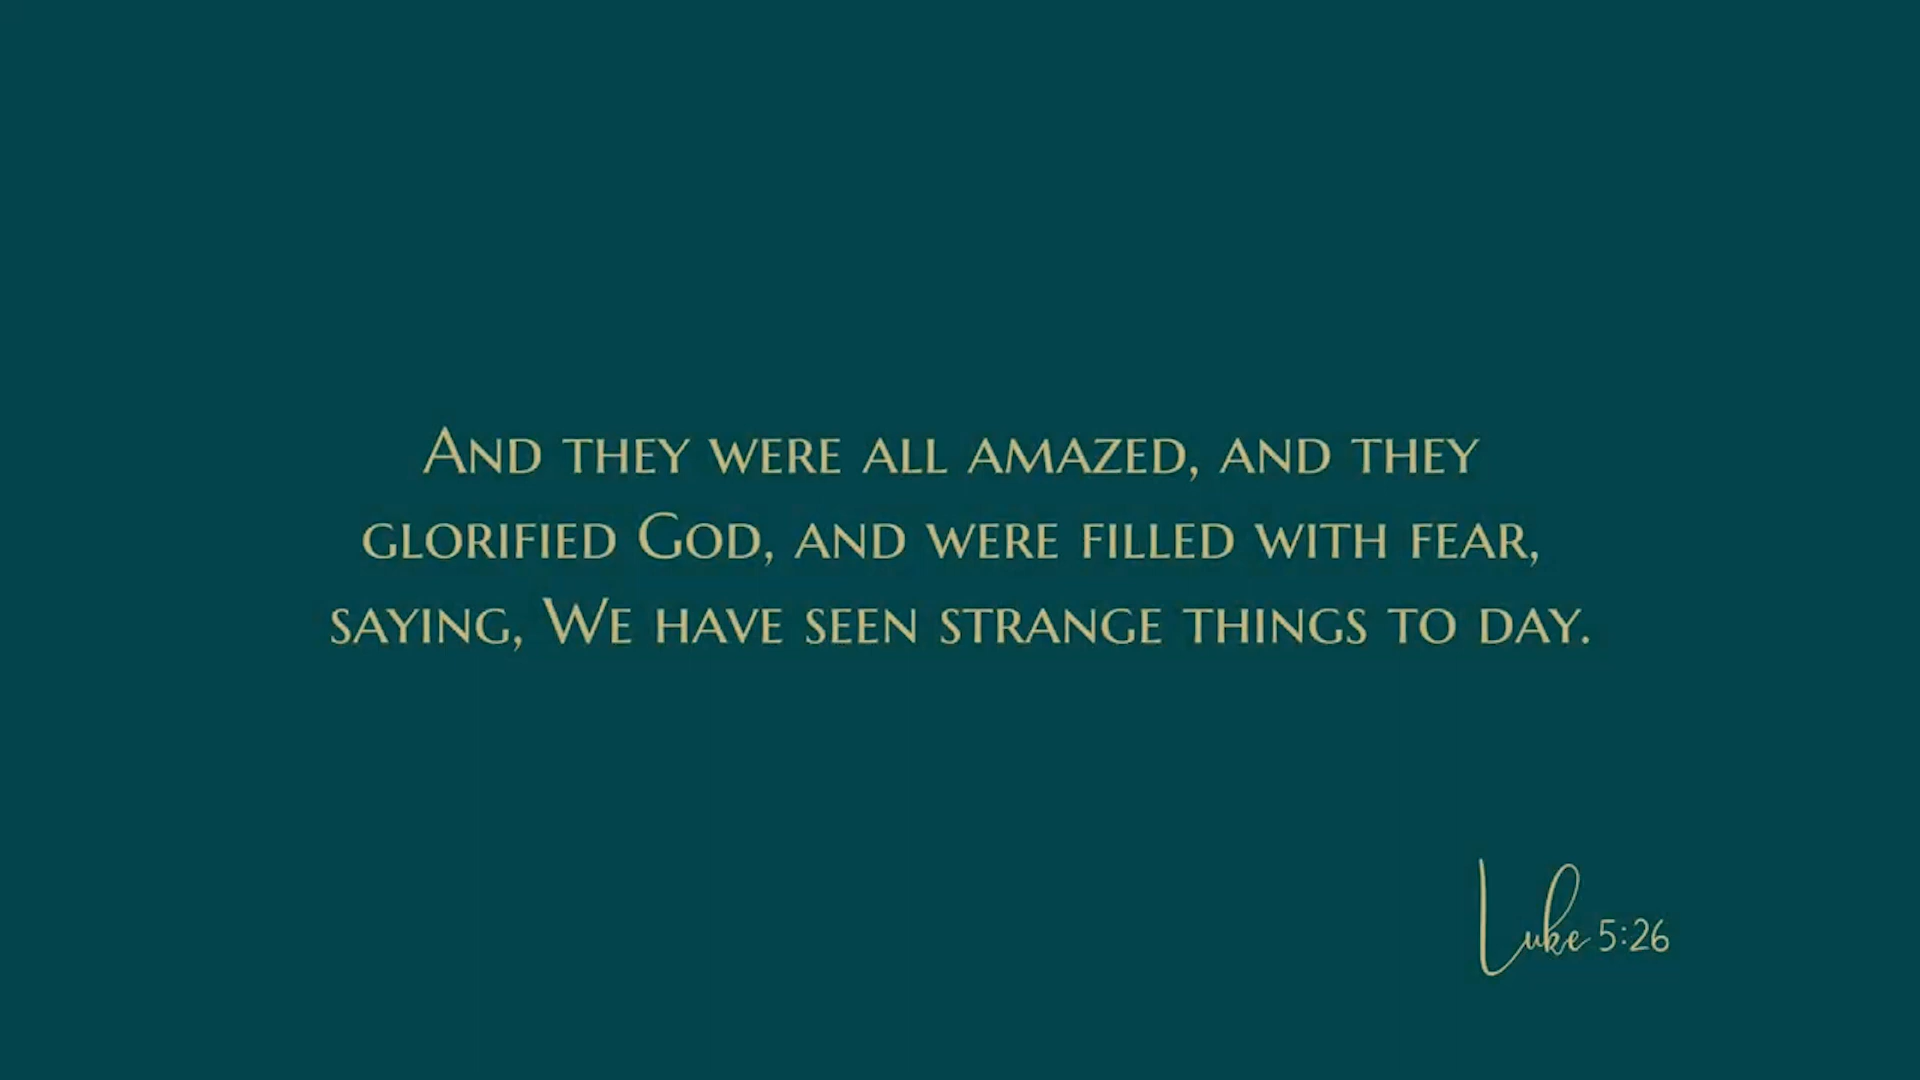 And they were all amazed, and they
glorified God, and were filled with fear,
saying, We have seen strange things to day.
Luke 5:26